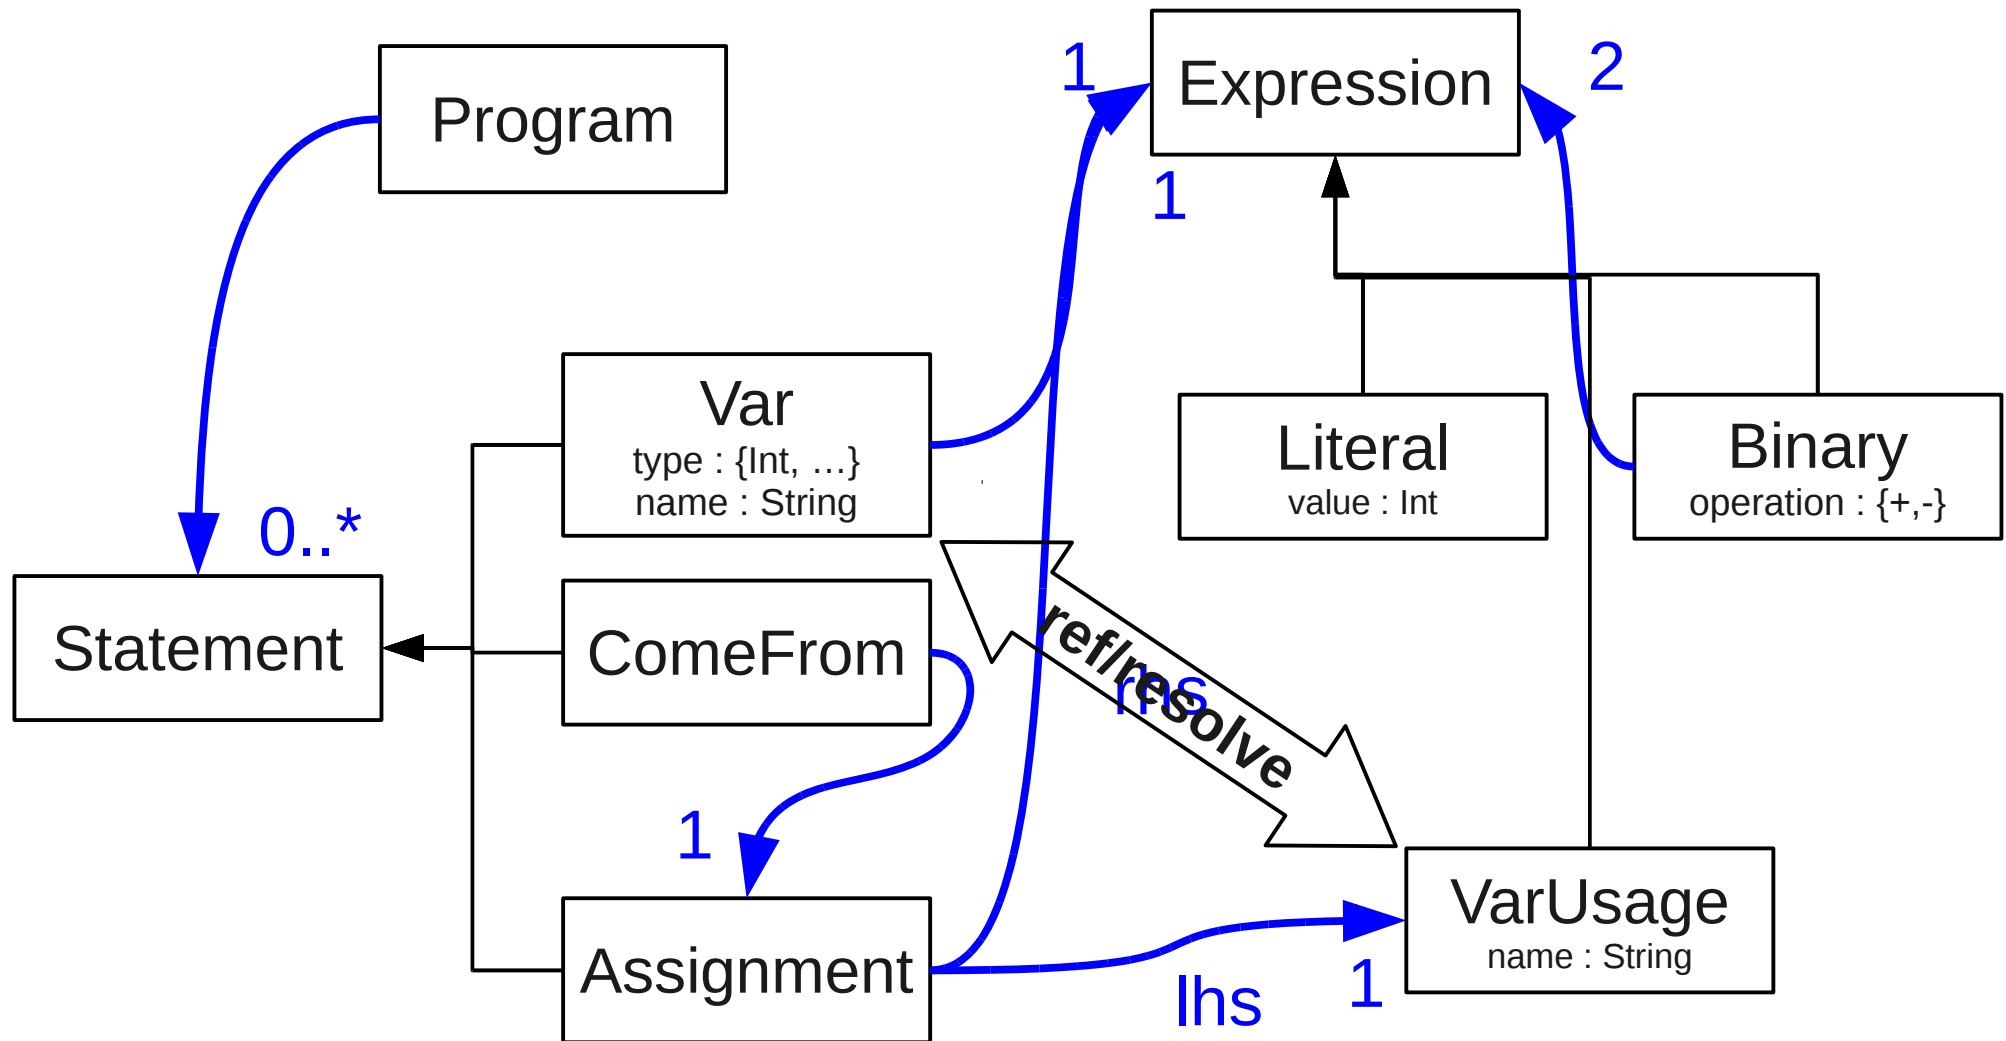 Program
1
Expression
2
1
Var
type : {Int, …}
name : String
Literal
value : Int
Binary
operation : {+,-}
0..*
Statement
ComeFrom
ref/resolve
rhs
1
Assignment
VarUsage
name : String
lhs
1